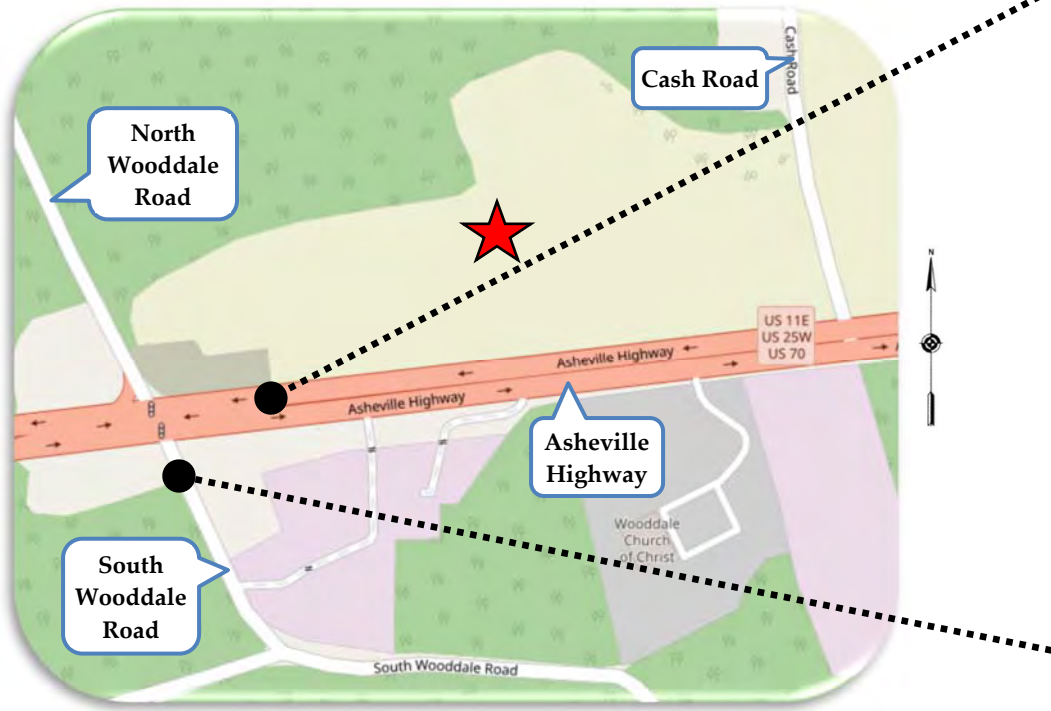 Cash Road
Cash Road
North
Wooddale
Road
N
US 11E
US 25W
US 70
Asheville Highway
Asheville Highway
Asheville
Highway
Wooddale
Church
of Christ
South
Wooddale
Road
South Wooddale Road